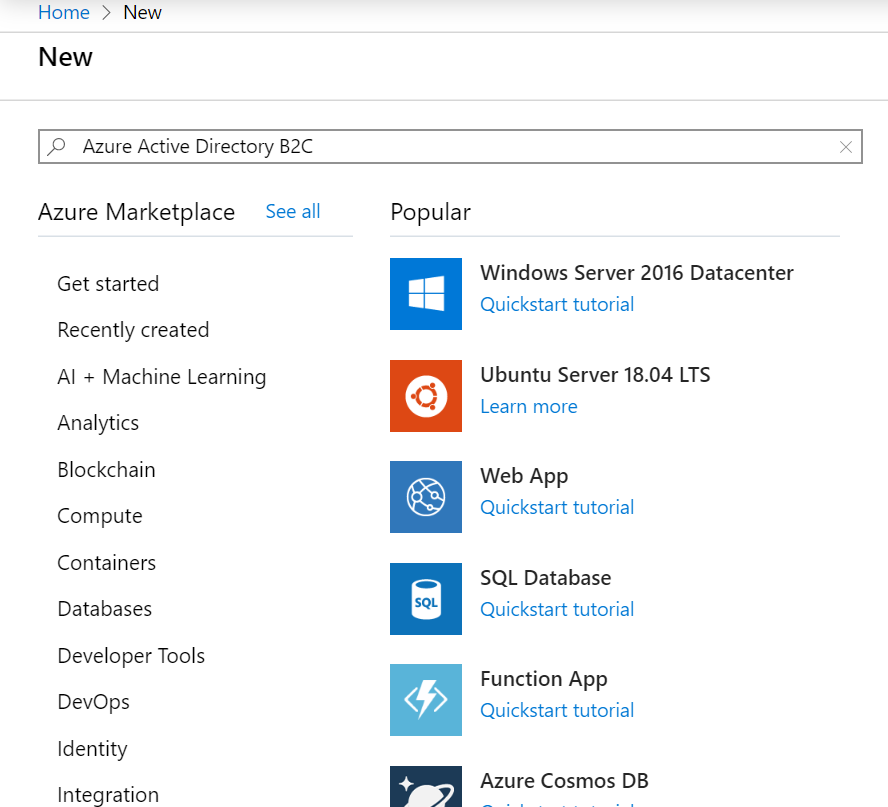 Home > New
New
Azure Active Directory B2C
Azure Marketplace See all
Get started
Recently created
AI + Machine Learning
Analytics
Blockchain
Compute
Containers
Databases
Developer Tools
DevOps
Identity
Integration
Popular
Windows Server 2016 Datacenter
Quickstart tutorial
Ubuntu Server 18.04 LTS
Learn more
Web App
Quickstart tutorial
SQL
SQL Database
Quickstart tutorial
Function App
Quickstart tutorial
Azure Cosmos DB